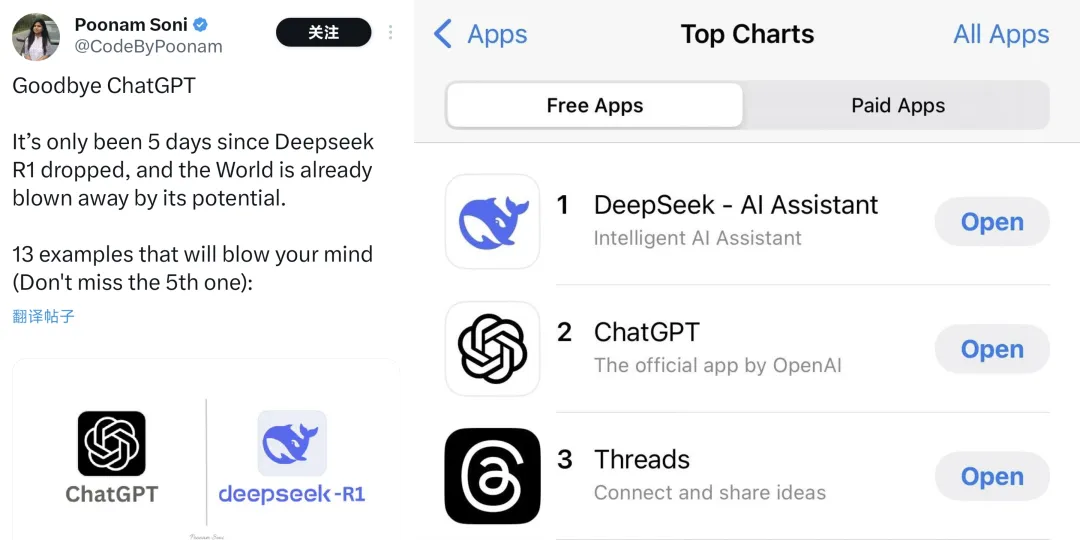 Poonam Soni
@CodeByPoonam
关注
Goodbye ChatGPT
It’s only been 5 days since Deepseek
R1 dropped, and the World is already
blown away by its potential.
13 examples that will blow your mind
(Don't miss the 5th one):
翻译帖子
ChatGPT
deepseek-R1
Poonam Soni
Apps
Top Charts
All Apps
Free Apps
Paid Apps
1
DeepSeek - AI Assistant
Intelligent AI Assistant
Open
2
ChatGPT
The official app by OpenAI
Open
3
Threads
Connect and share ideas
Open